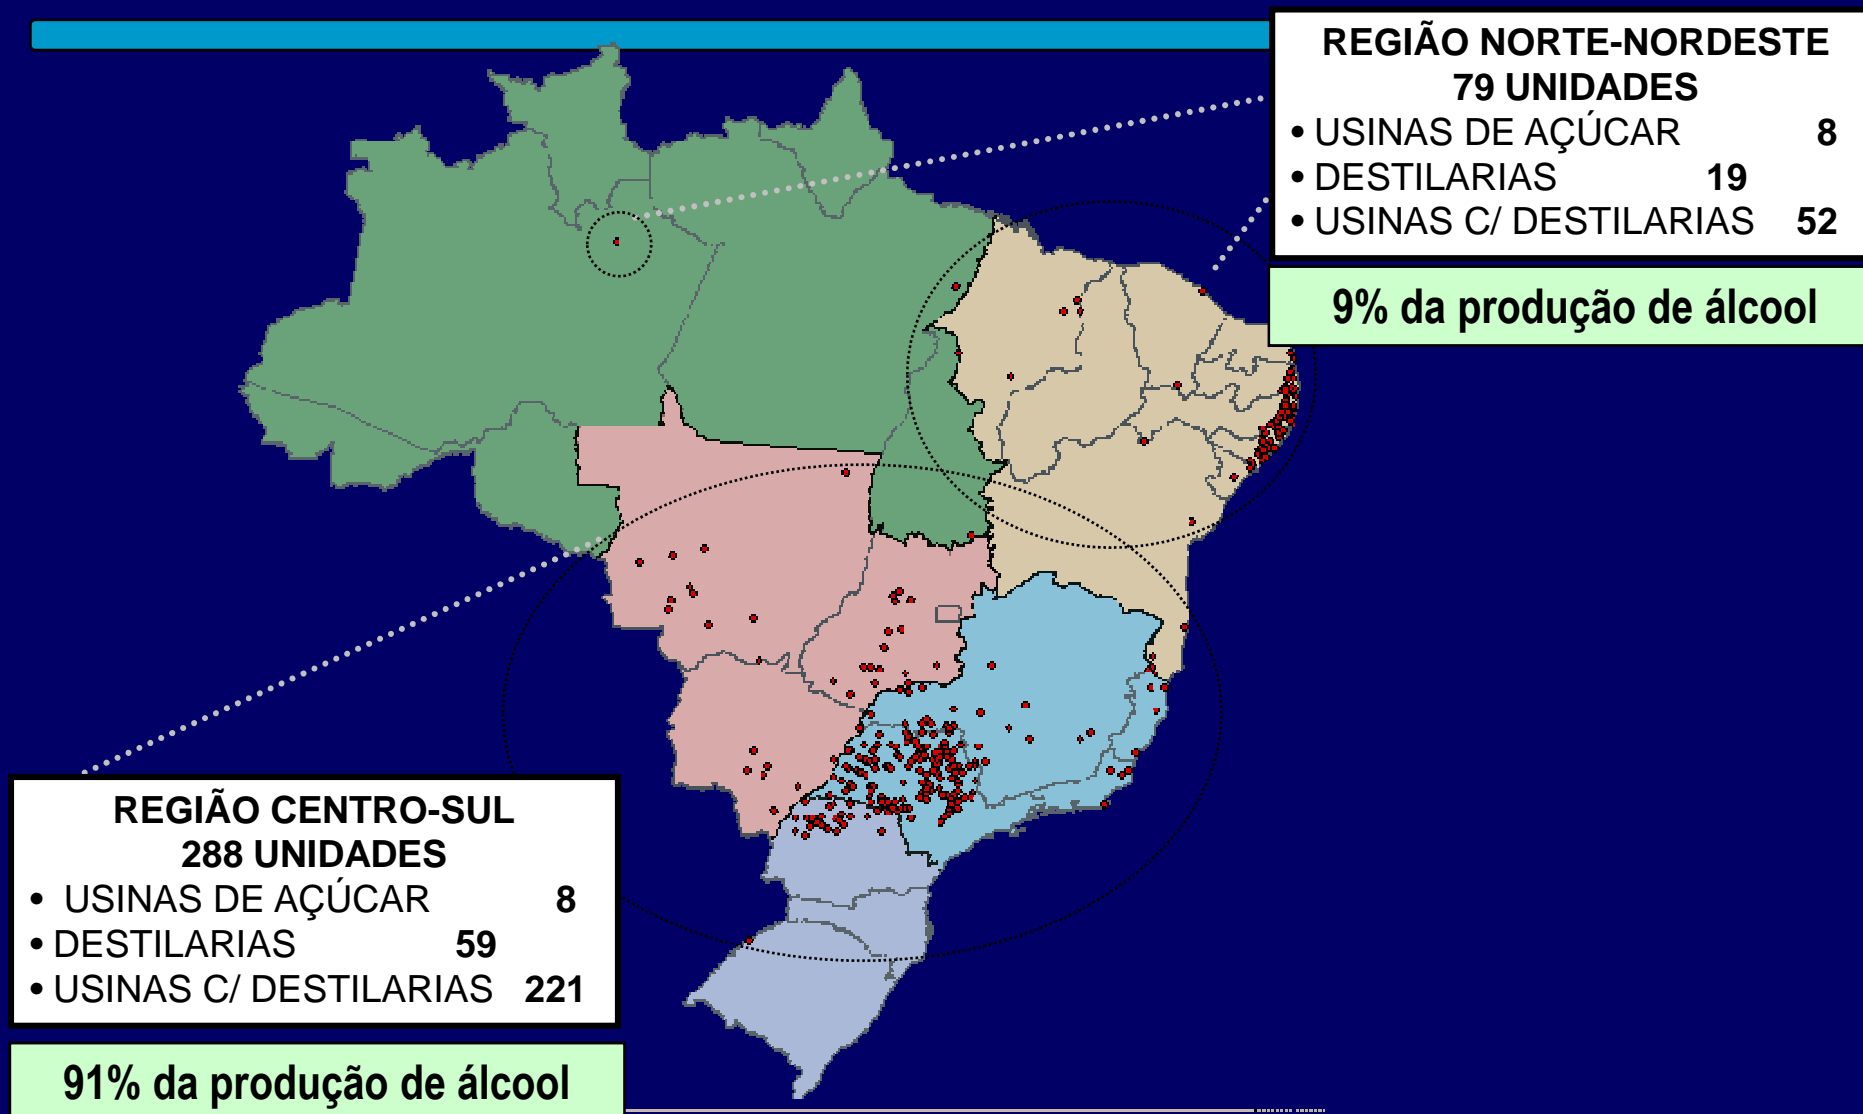 REGIÃO NORTE-NORDESTE
79 UNIDADES
• USINAS DE AÇÚCAR 8
• DESTILARIAS 19
• USINAS C/ DESTILARIAS 52
9% da produção de álcool
REGIÃO CENTRO-SUL
288 UNIDADES
• USINAS DE AÇÚCAR 8
• DESTILARIAS 59
• USINAS C/ DESTILARIAS 221
91% da produção de álcool